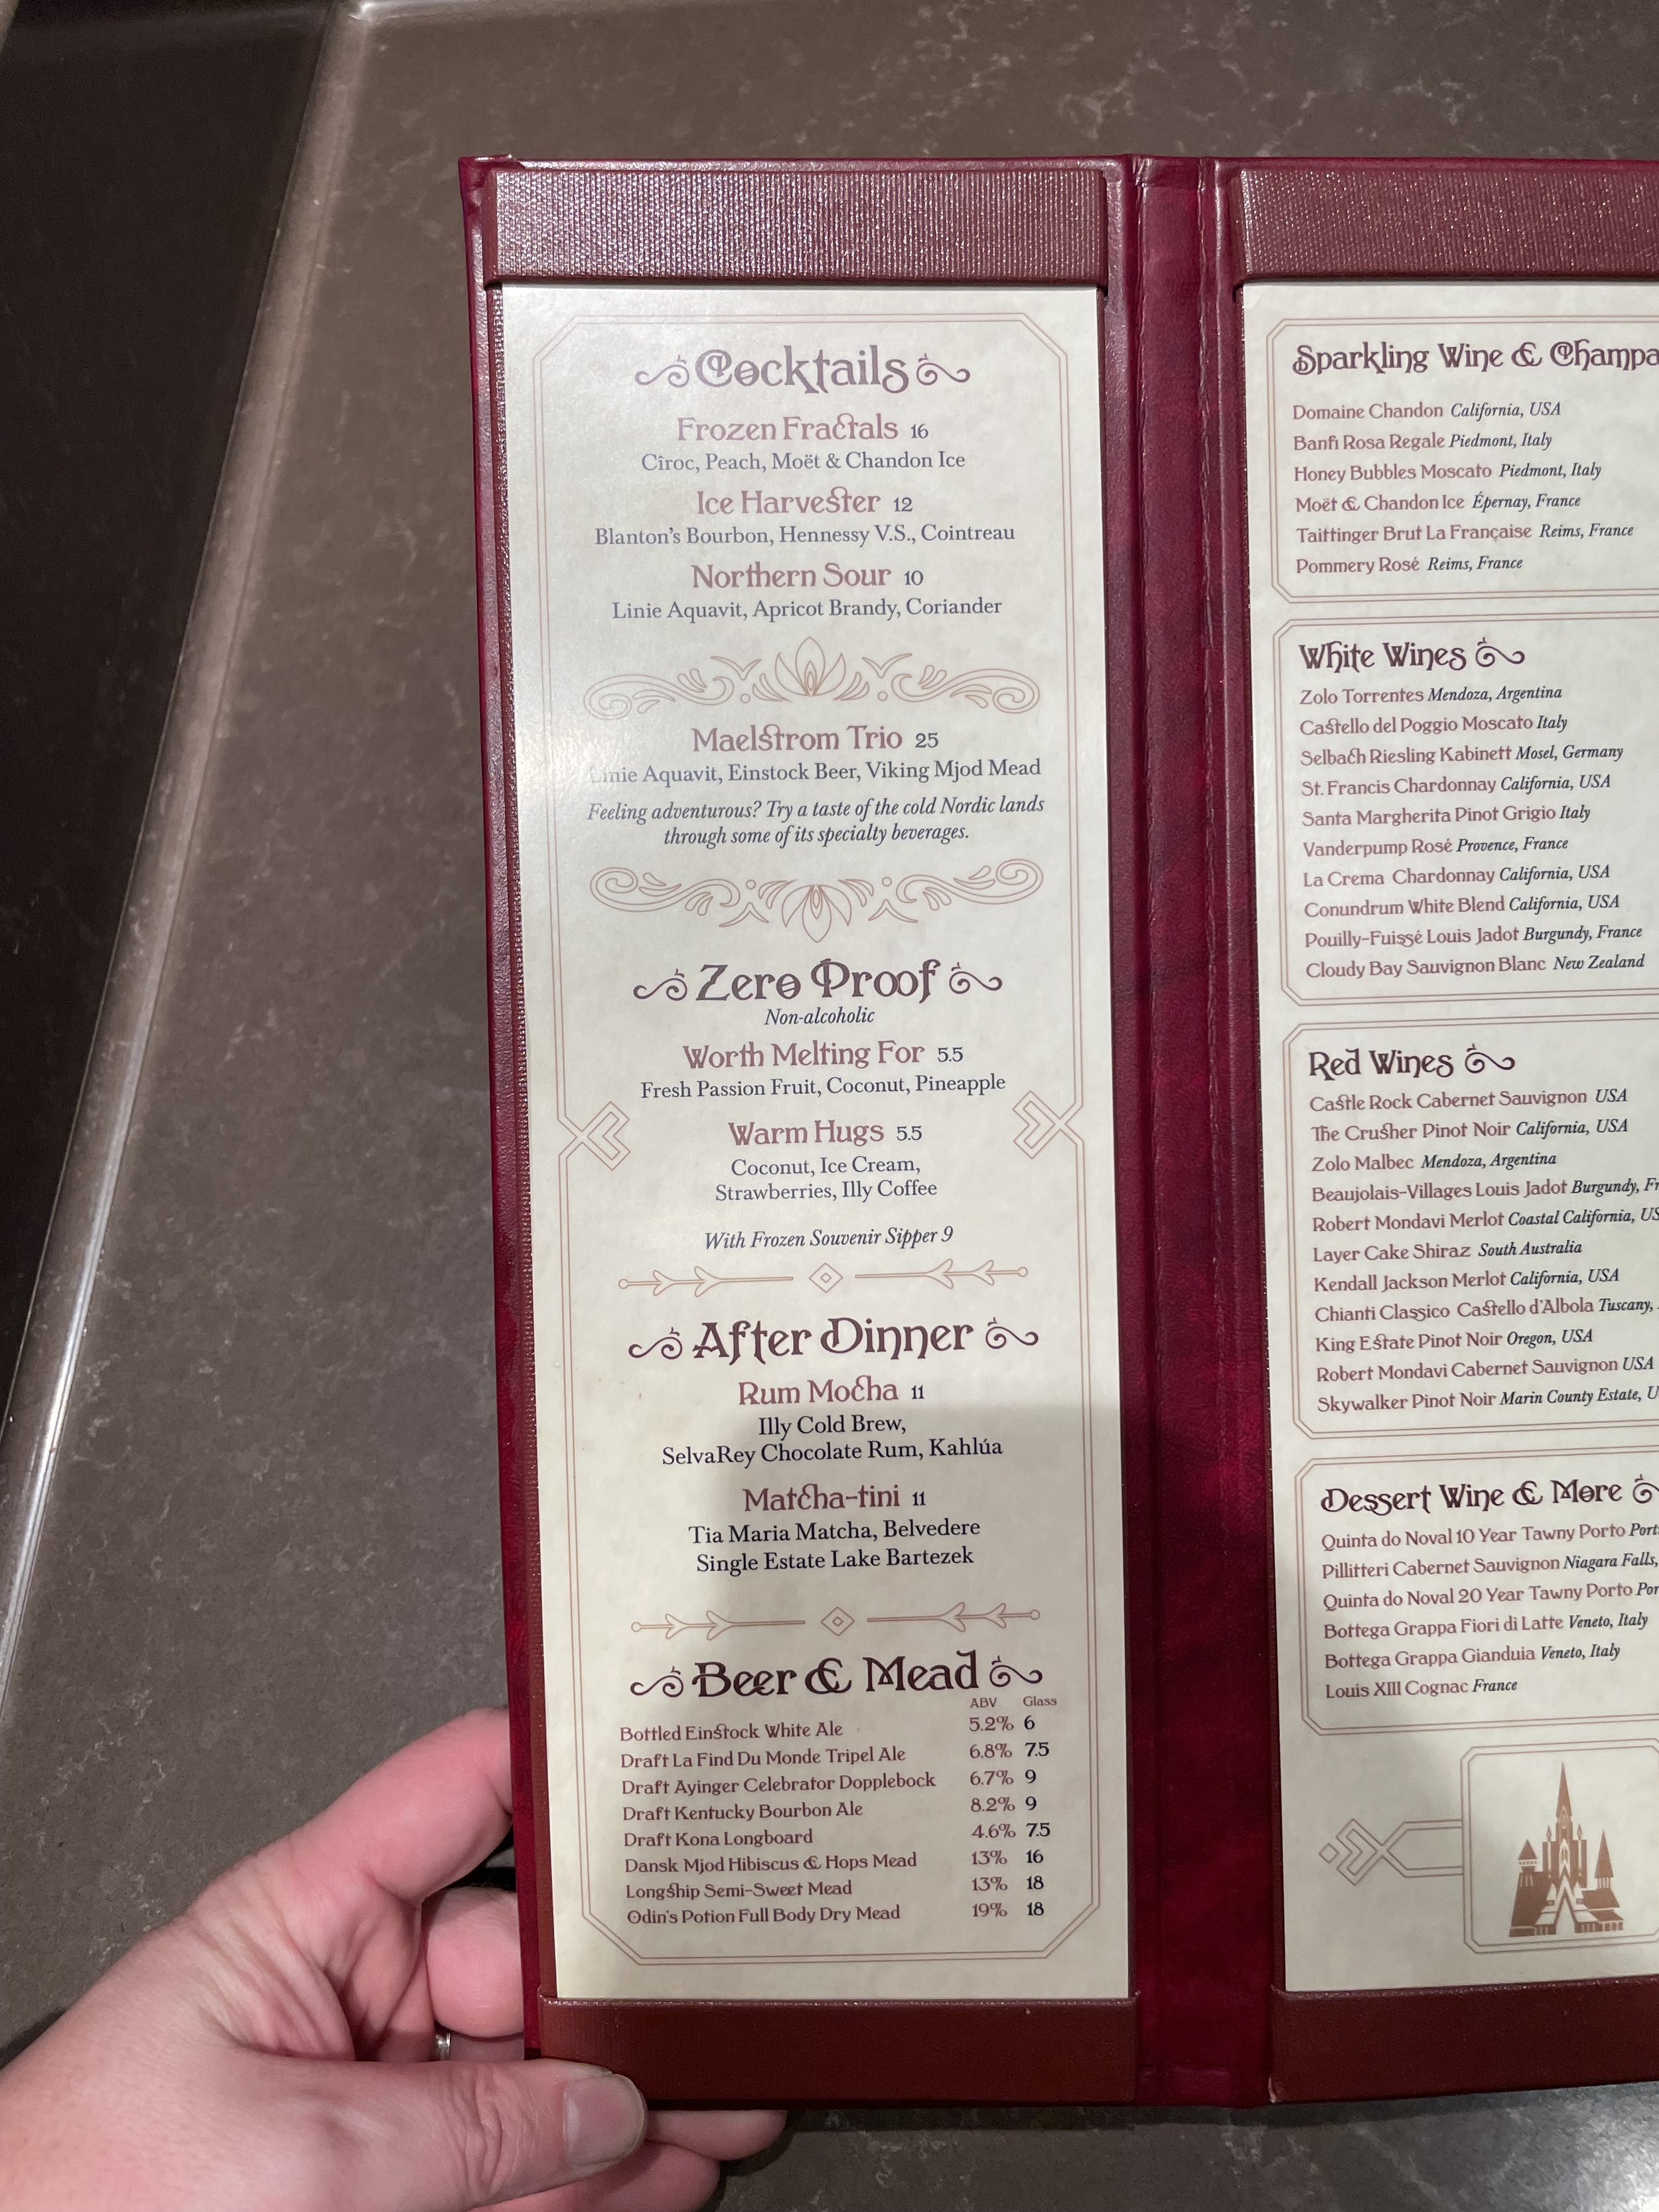 Cocktails
Frozen Fractals 16
Cîroc, Peach, Moët & Chandon Ice
Ice Harvester 12
Blanton's Bourbon, Hennessy V.S., Cointreau
Northern Sour 10
Linie Aquavit, Apricot Brandy, Coriander
Maelstrom Trio 25
Linie Aquavit, Einstock Beer, Viking Mjod Mead
Feeling adventurous? Try a taste of the cold Nordic lands
through some of its specialty beverages.
Zero Proof
Non-alcoholic
Worth Melting For 5.5
Fresh Passion Fruit, Coconut, Pineapple
Warm Hugs 5.5
Coconut, Ice Cream,
Strawberries, Illy Coffee
With Frozen Souvenir Sipper 9
After Dinner
Rum Mocha 11
Illy Cold Brew,
SelvaRey Chocolate Rum, Kahlúa
Matcha-tini 11
Tia Maria Matcha, Belvedere
Single Estate Lake Bartezek
Beer & Mead
ABV Glass
Bottled Einstock White Ale 5.2% 6
Draft La Find Du Monde Tripel Ale 6.8% 7.5
Draft Ayinger Celebrator Dopplebock 6.7% 9
Draft Kentucky Bourbon Ale 8.2% 9
Draft Kona Longboard 4.6% 7.5
Dansk Mjod Hibiscus & Hops Mead 13% 16
Longship Semi-Sweet Mead 13% 18
Odin's Potion Full Body Dry Mead 19% 18
Sparkling Wine &
Domaine Chandon California, USA
Banfi Rosa Regale Piedmont, Italy
Honey Bubbles Moscato Piedmont, Italy
Moët & Chandon Ice Épernay, France
Taittinger Brut La Française Reims, France
Pommery Rosé Reims, France
White Wines
Zolo Torrentes Mendoza, Argentina
Castello del Poggio Moscato Italy
Selbach Riesling Kabinett Mosel, Germany
St. Francis Chardonnay California, USA
Santa Margherita Pinot Grigio Italy
Vanderpump Rosé Provence, France
La Crema Chardonnay California, USA
Conundrum White Blend California, USA
Pouilly-Fuissé Louis Jadot Burgundy, France
Cloudy Bay Sauvignon Blanc New Zealand
Red Wines
Castle Rock Cabernet Sauvignon USA
The Crusher Pinot Noir California, USA
Zolo Malbec Mendoza, Argentina
Beaujolais-Villages Louis Jadot Burgundy,
Robert Mondavi Merlot Coastal California,
Layer Cake Shiraz South Australia
Kendall Jackson Merlot California, USA
Chianti Classico Castello d'Albola Tuscany,
King Estate Pinot Noir Oregon, USA
Robert Mondavi Cabernet Sauvignon USA
Skywalker Pinot Noir Marin County Estate,
Dessert Wine & More
Quinta do Noval 10 Year Tawny Porto
Pillitteri Cabernet Sauvignon Niagara Falls,
Quinta do Noval 20 Year Tawny Porto
Bottega Grappa Fiori di Latte Veneto, Italy
Bottega Grappa Gianduia Veneto, Italy
Louis XIII Cognac France